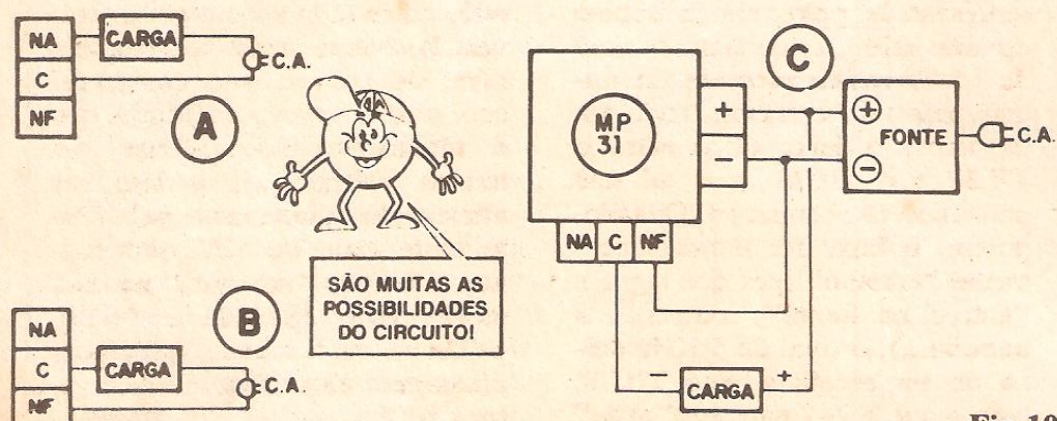 NA
CARGA
C
C.A.
NF
A
SÃO MUITAS AS
POSSIBILIDADES
DO CIRCUITO!
NA
B
C
CARGA
C.A.
NF
C
MP
31
+
−
+
−
FONTE
C.A.
NA C NF
− CARGA +